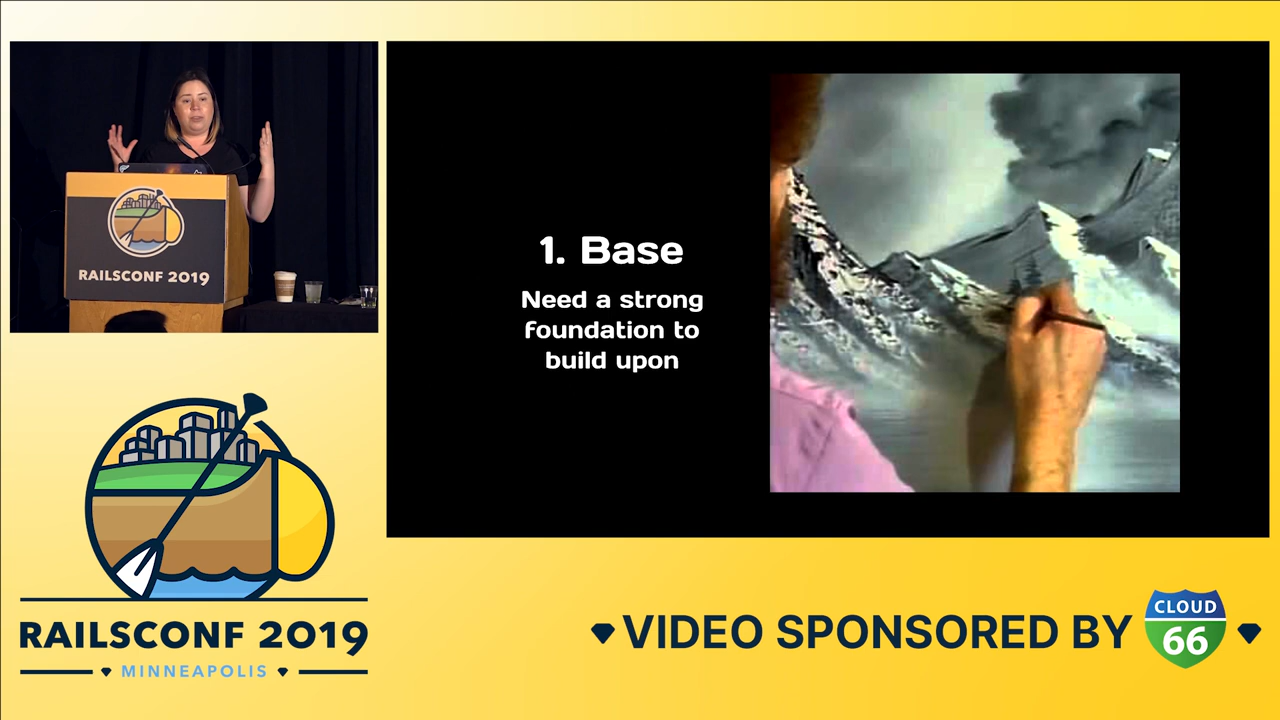 RAILSCONF 2019
1. Base
Need a strong
foundation to
build upon
RAILSCONF 2019
MINNEAPOLIS
VIDEO SPONSORED BY
CLOUD
66